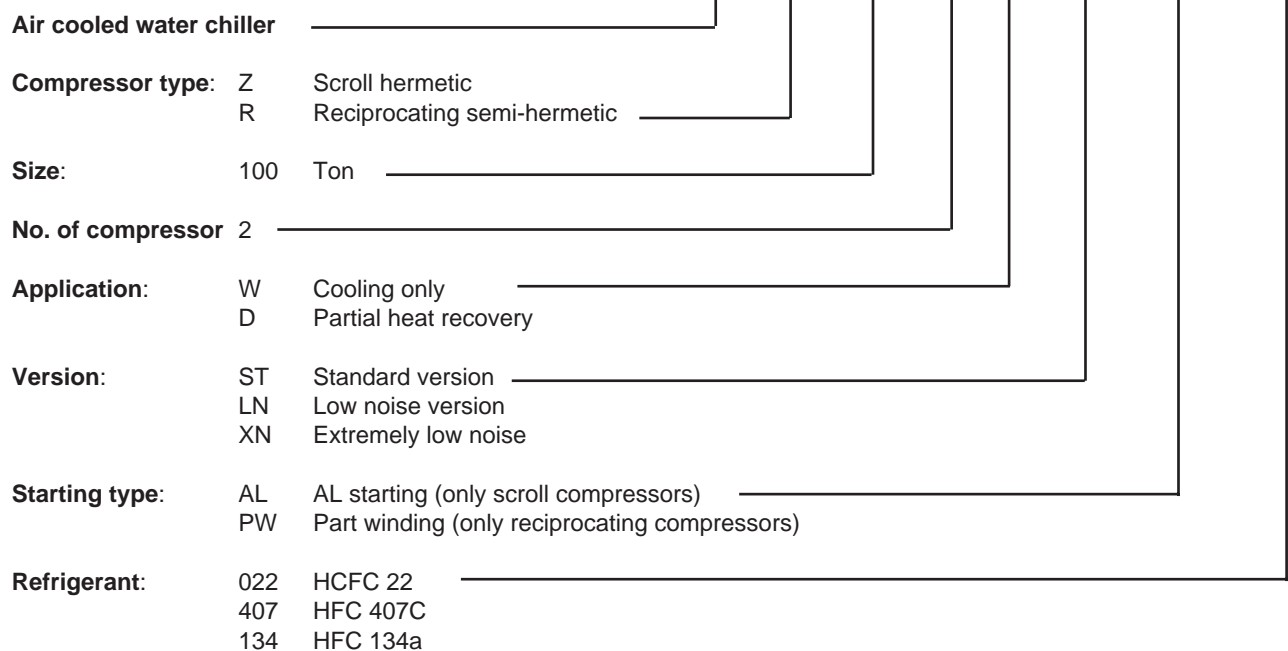 Air cooled water chiller
Compressor type: Z Scroll hermetic
R Reciprocating semi-hermetic
Size: 100 Ton
No. of compressor 2
Application: W Cooling only
D Partial heat recovery
Version: ST Standard version
LN Low noise version
XN Extremely low noise
Starting type: AL AL starting (only scroll compressors)
PW Part winding (only reciprocating compressors)
Refrigerant: 022 HCFC 22
407 HFC 407C
134 HFC 134a